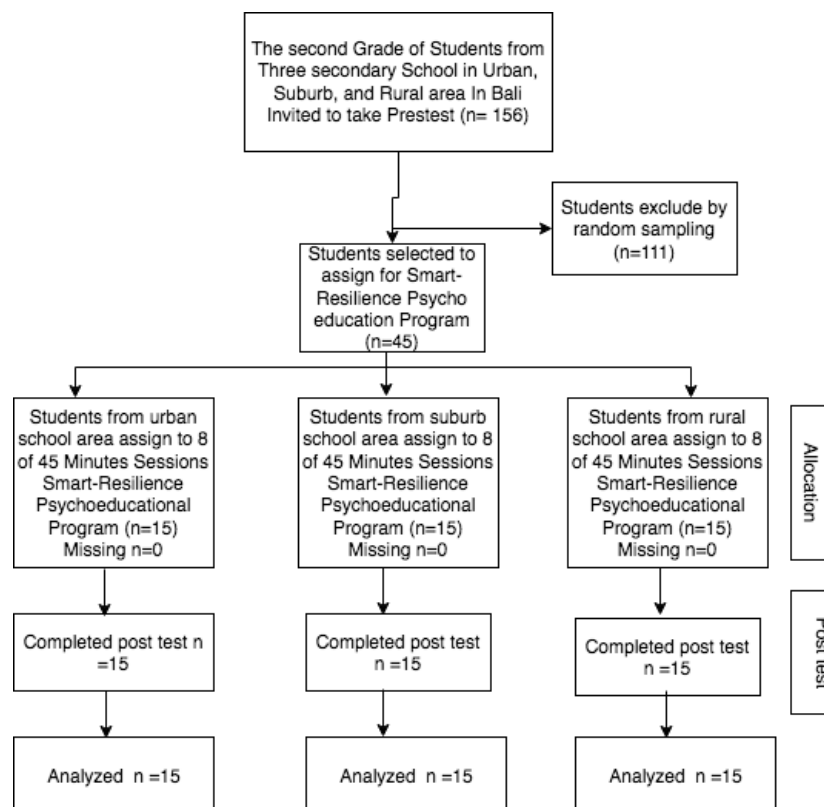 The second Grade of Students from
Three secondary School in Urban,
Suburb, and Rural area In Bali
Invited to take Prestest (n= 156)
Students exclude by
random sampling
(n=111)
Students selected to
assign for Smart-
Resilience Psycho
education Program
(n=45)
Students from urban
school area assign to 8
of 45 Minutes Sessions
Smart-Resilience
Psychoeducational
Program (n=15)
Missing n=0
Students from suburb
school area assign to 8
of 45 Minutes Sessions
Smart-Resilience
Psychoeducational
Program (n=15)
Missing n=0
Students from rural
school area assign to 8
of 45 Minutes Sessions
Smart-Resilience
Psychoeducational
Program (n=15)
Missing n=0
Allocation
Completed post test n
=15
Completed post test
n =15
Completed post test
n =15
Post test
Analyzed n =15
Analyzed n =15
Analyzed n =15